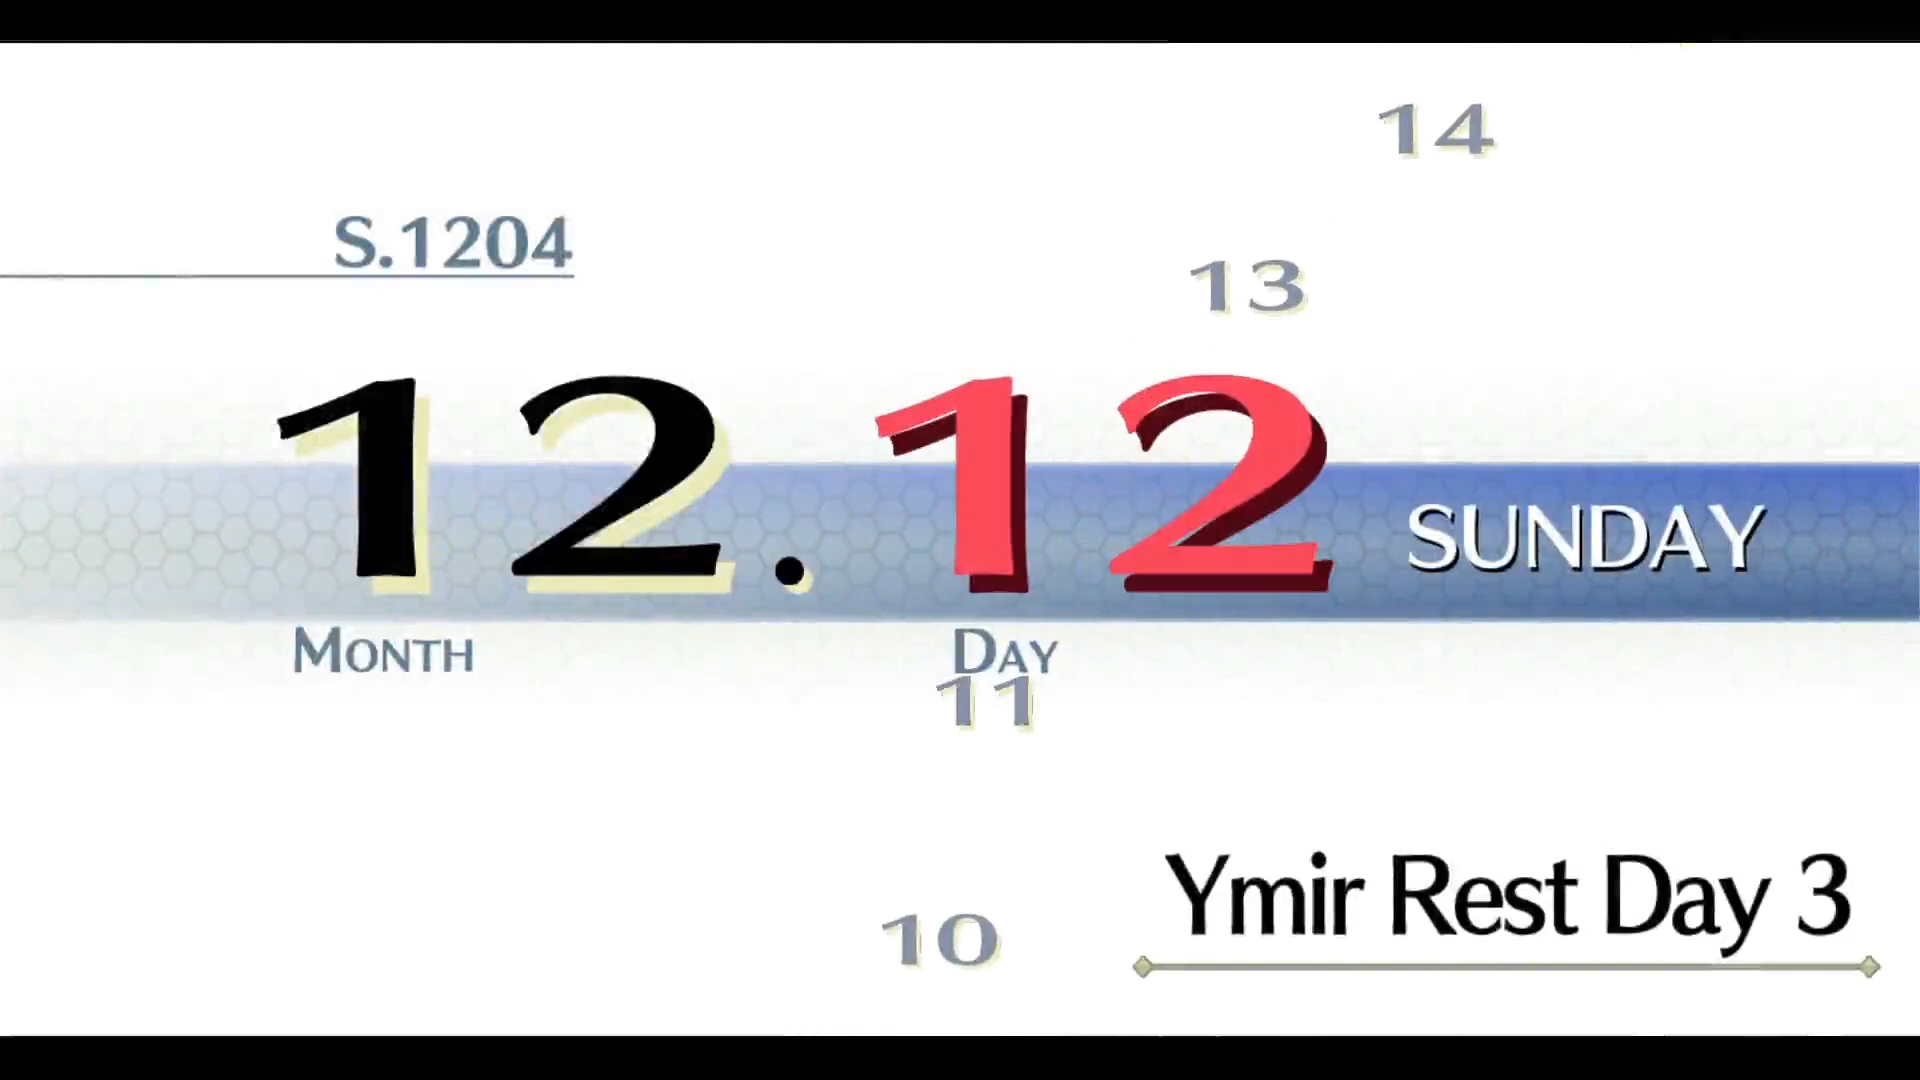 14
S.1204
13
12.12 SUNDAY
MONTH DAY
11
Ymir Rest Day 3
10